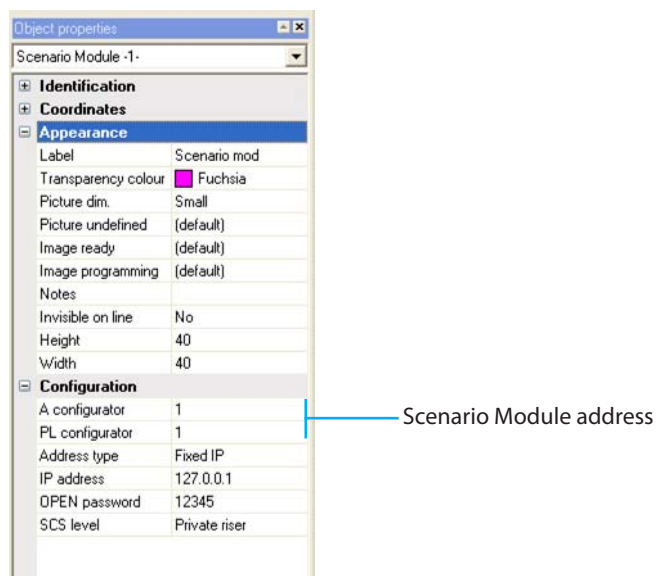 Object properties
Scenario Module -1-
Identification
Coordinates
Appearance
Label Scenario mod
Transparency colour Fuchsia
Picture dim. Small
Picture undefined (default)
Image ready (default)
Image programming (default)
Notes
Invisible on line No
Height 40
Width 40
Configuration
A configurator 1
PL configurator 1
Scenario Module address
Address type Fixed IP
IP address 127.0.0.1
OPEN password 12345
SCS level Private riser